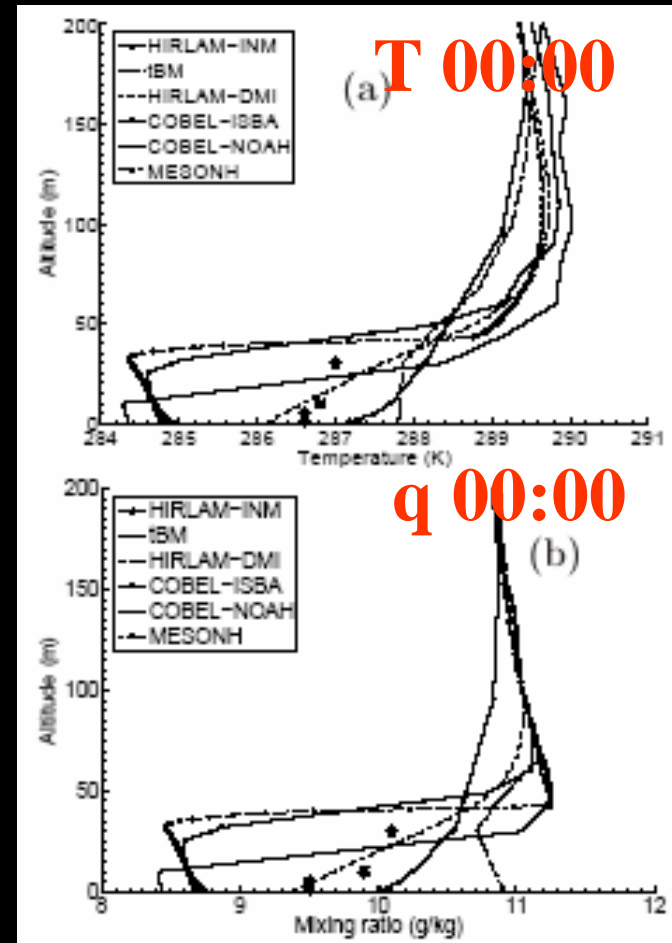 200
HIRLAM-INM
tBM
HIRLAM-DMI
COBEL-ISBA
COBEL-NOAH
MESONH
(a)
T 00:00
150
100
50
0
Altitude (m)
284 285 286 287 288 289 290 291
Temperature (K)
200
HIRLAM-INM
tBM
HIRLAM-DMI
COBEL-ISBA
COBEL-NOAH
MESONH
q 00:00
(b)
150
100
50
0
Altitude (m)
8 9 10 11 12
Mixing ratio (g/kg)